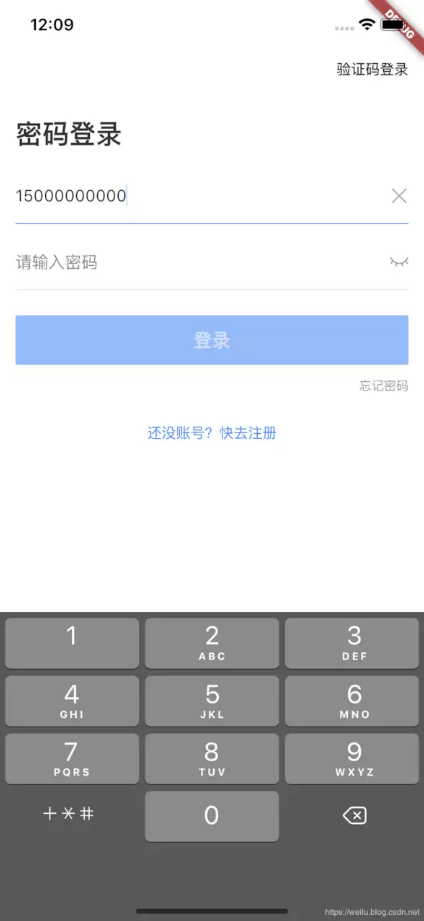 12:09
DEBUG
验证码登录
密码登录
15000000000
请输入密码
登录
忘记密码
还没账号？快去注册
1
2
3
ABC
DEF
4
5
6
GHI
JKL
MNO
7
8
9
PQRS
TUV
WXYZ
+*#
0
https://weilu.blog.csdn.net